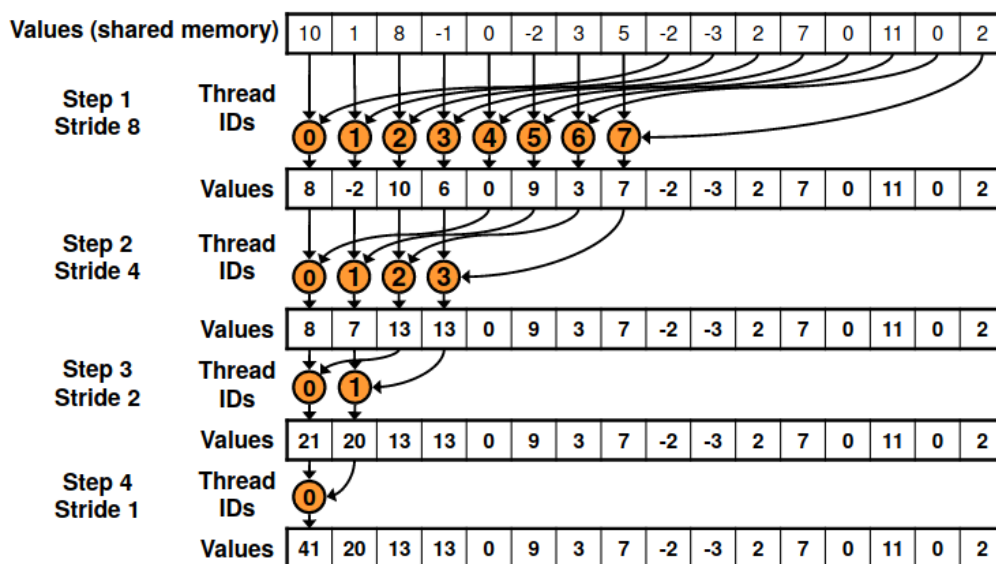 Values (shared memory) 10 1 8 -1 0 -2 3 5 -2 -3 2 7 0 11 0 2
Step 1 Thread
Stride 8 IDs 0 1 2 3 4 5 6 7
Values 8 -2 10 6 0 9 3 7 -2 -3 2 7 0 11 0 2
Step 2 Thread
Stride 4 IDs 0 1 2 3
Values 8 7 13 13 0 9 3 7 -2 -3 2 7 0 11 0 2
Step 3 Thread
Stride 2 IDs 0 1
Values 21 20 13 13 0 9 3 7 -2 -3 2 7 0 11 0 2
Step 4 Thread
Stride 1 IDs 0
Values 41 20 13 13 0 9 3 7 -2 -3 2 7 0 11 0 2